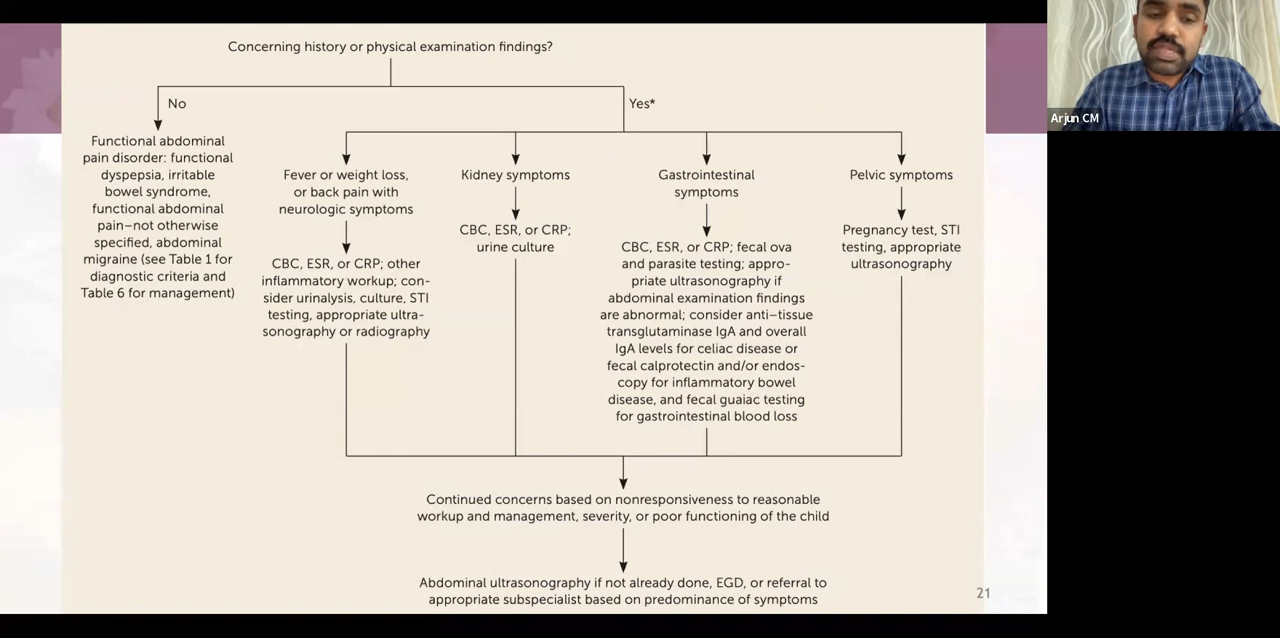 Concerning history or physical examination findings?
No
Yes*
Functional abdominal
pain disorder: functional
dyspepsia, irritable
bowel syndrome,
functional abdominal
pain–not otherwise
specified, abdominal
migraine (see Table 1 for
diagnostic criteria and
Table 6 for management)
Fever or weight loss,
or back pain with
neurologic symptoms
CBC, ESR, or CRP; other
inflammatory workup; con-
sider urinalysis, culture, STI
testing, appropriate ultra-
sonography or radiography
Kidney symptoms
CBC, ESR, or CRP;
urine culture
Gastrointestinal
symptoms
CBC, ESR, or CRP; fecal ova
and parasite testing; appro-
priate ultrasonography if
abdominal examination findings
are abnormal; consider anti–tissue
transglutaminase IgA and overall
IgA levels for celiac disease or
fecal calprotectin and/or endos-
copy for inflammatory bowel
disease, and fecal guaiac testing
for gastrointestinal blood loss
Pelvic symptoms
Pregnancy test, STI
testing, appropriate
ultrasonography
Continued concerns based on nonresponsiveness to reasonable
workup and management, severity, or poor functioning of the child
Abdominal ultrasonography if not already done, EGD, or referral to
appropriate subspecialist based on predominance of symptoms
21
Arjun CM